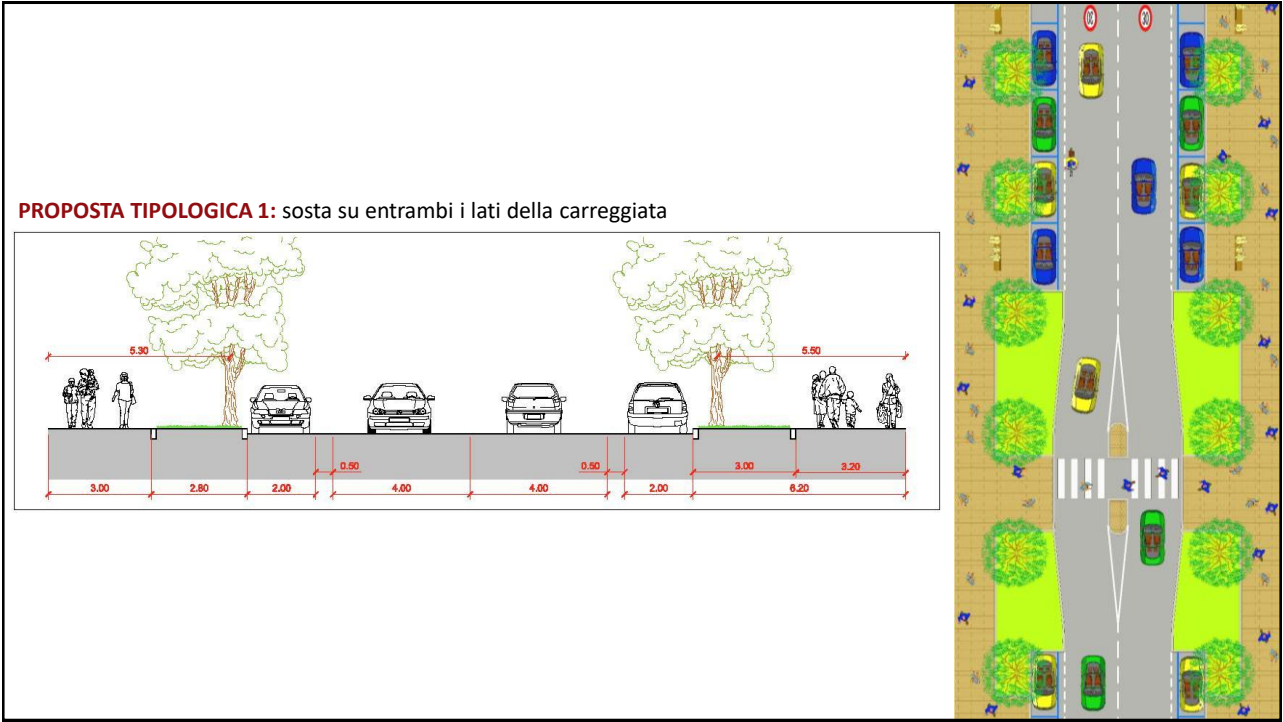 PROPOSTA TIPOLOGICA 1: sosta su entrambi i lati della carreggiata
5.30 5.50
0.50 0.50 3.00 3.20
3.00 2.80 2.00 4.00 4.00 2.00 6.20
30 30